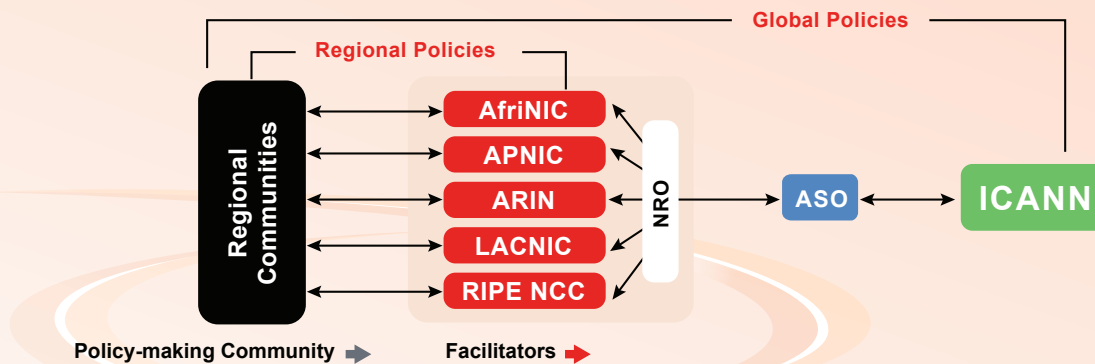 Global Policies
Regional Policies
Regional
Communities
AfriNIC
APNIC
ARIN
LACNIC
RIPE NCC
NRO
ASO
ICANN
Policy-making Community
Facilitators